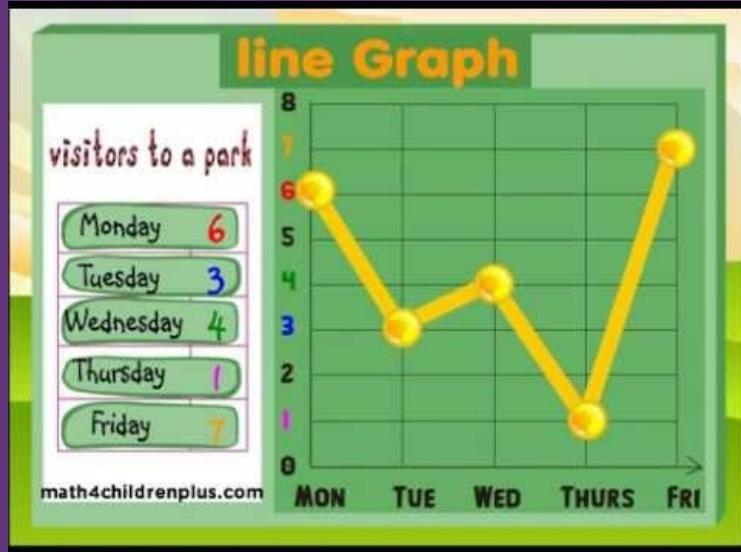 line Graph
visitors to a park
Monday 6
Tuesday 3
Wednesday 4
Thursday 1
Friday 7
math4childrenplus.com
8
7
6
5
4
3
2
1
0
MON TUE WED THURS FRI